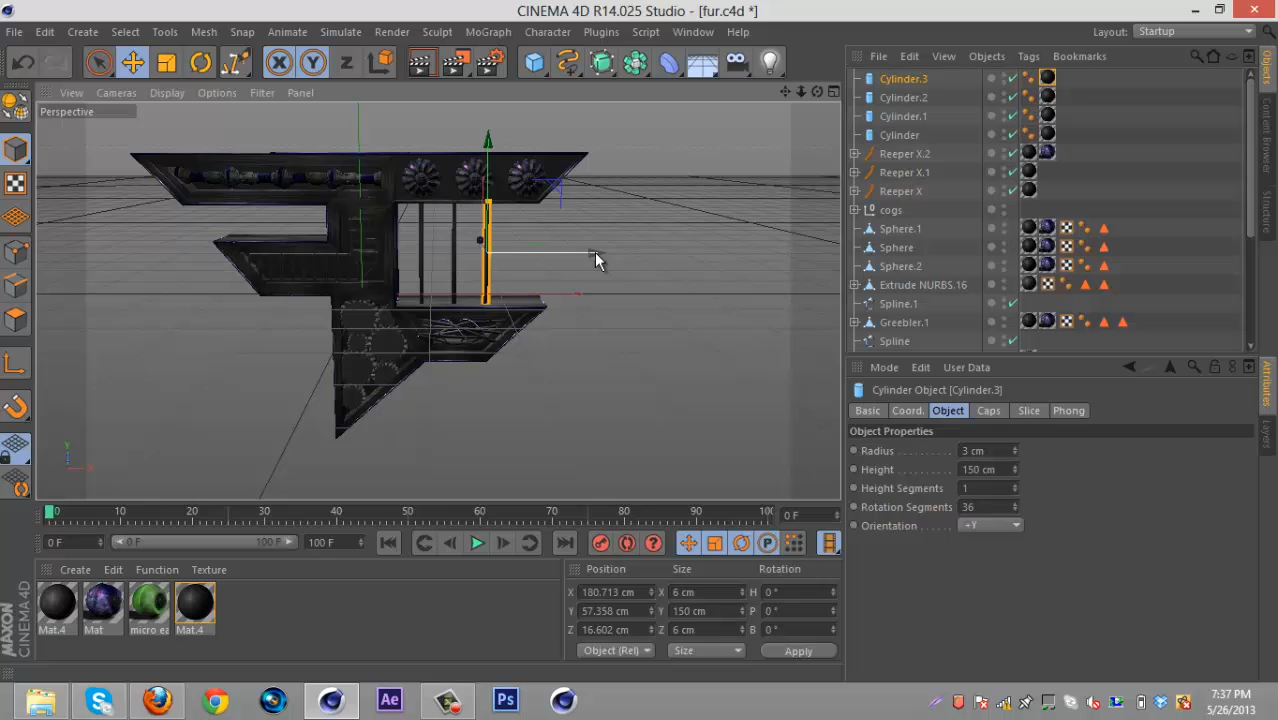 CINEMA 4D R14.025 Studio - [fur.c4d *]
File Edit Create Select Tools Mesh Snap Animate Simulate Render Sculpt MoGraph Character Plugins Script Window Help Layout: Startup
File Edit View Objects Tags Bookmarks
View Cameras Display Options Filter Panel
Perspective
Cylinder.3
Cylinder.2
Cylinder.1
Cylinder
Reeper X.2
Reeper X.1
Reeper X
cogs
Sphere.1
Sphere
Sphere.2
Extrude NURBS.16
Spline.1
Greebler.1
Spline
Objects
Content Browser
Structure
Y
X
Mode Edit User Data
Cylinder Object [Cylinder.3]
Basic Coord. Object Caps Slice Phong
Object Properties
Radius 3 cm
Height 150 cm
Height Segments 1
Rotation Segments 36
Orientation +Y
Attributes
Layers
0 10 20 30 40 50 60 70 80 90 100 0 F
0 F 0 F 100 F 100 F
Create Edit Function Texture
Mat.4 Mat micro ea Mat.4
Position Size Rotation
X 180.713 cm X 6 cm H 0 °
Y 57.358 cm Y 150 cm P 0 °
Z 16.602 cm Z 6 cm B 0 °
Object (Rel) Size Apply
MAXON
CINEMA 4D
Ae Ps
7:37 PM
5/26/2013